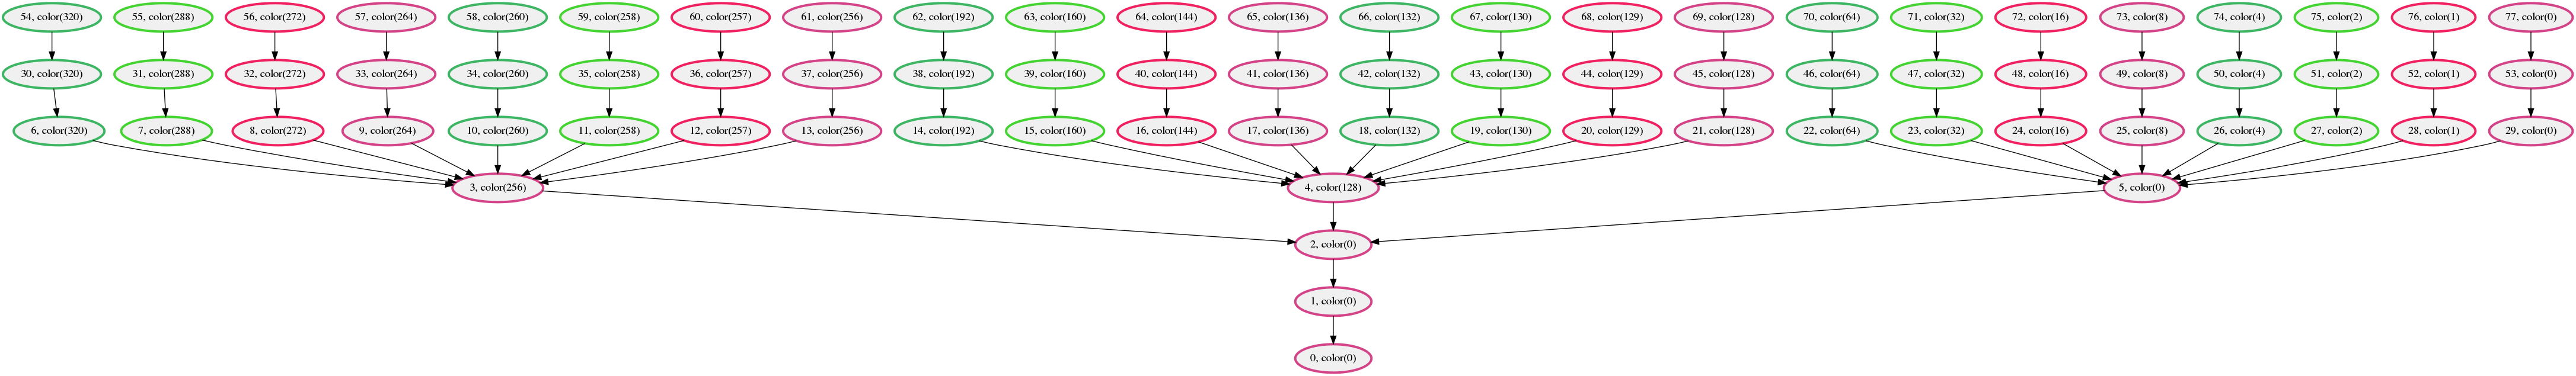 54, color(320)
55, color(288)
56, color(272)
57, color(264)
58, color(260)
59, color(258)
60, color(257)
61, color(256)
62, color(192)
63, color(160)
64, color(144)
65, color(136)
66, color(132)
67, color(130)
68, color(129)
69, color(128)
70, color(64)
71, color(32)
72, color(16)
73, color(8)
74, color(4)
75, color(2)
76, color(1)
77, color(0)
30, color(320)
31, color(288)
32, color(272)
33, color(264)
34, color(260)
35, color(258)
36, color(257)
37, color(256)
38, color(192)
39, color(160)
40, color(144)
41, color(136)
42, color(132)
43, color(130)
44, color(129)
45, color(128)
46, color(64)
47, color(32)
48, color(16)
49, color(8)
50, color(4)
51, color(2)
52, color(1)
53, color(0)
6, color(320)
7, color(288)
8, color(272)
9, color(264)
10, color(260)
11, color(258)
12, color(257)
13, color(256)
14, color(192)
15, color(160)
16, color(144)
17, color(136)
18, color(132)
19, color(130)
20, color(129)
21, color(128)
22, color(64)
23, color(32)
24, color(16)
25, color(8)
26, color(4)
27, color(2)
28, color(1)
29, color(0)
3, color(256)
4, color(128)
5, color(0)
2, color(0)
1, color(0)
0, color(0)